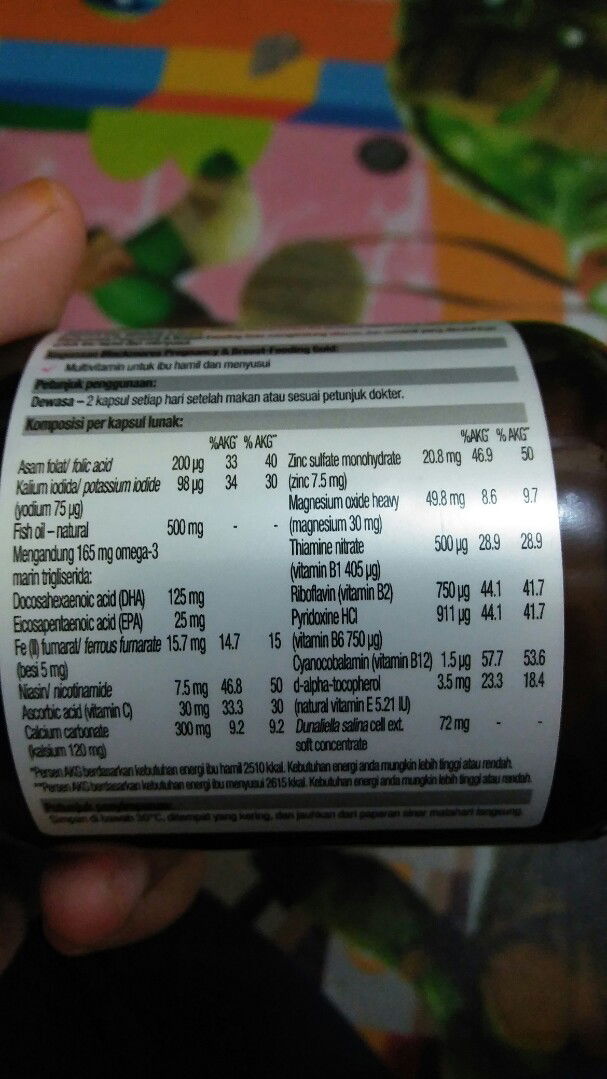 Blackmores Pregnancy & Breast-Feeding Gold:
Multivitamin untuk ibu hamil dan menyusui
Petunjuk penggunaan:
Dewasa – 2 kapsul setiap hari setelah makan atau sesuai petunjuk dokter.
Komposisi per kapsul lunak:
%AKG* %AKG**
Asam folat/ folic acid 200 µg 33 40
Kalium iodida/ potassium iodide 98 µg 34 30
(yodium 75 µg)
Fish oil – natural 500 mg - -
Mengandung 165 mg omega-3
marin trigliserida:
Docosahexaenoic acid (DHA) 125 mg
Eicosapentaenoic acid (EPA) 25 mg
Fe (II) fumarat/ ferrous fumarate 15.7 mg 14.7 15
(besi 5 mg)
Niasin/ nicotinamide 7.5 mg 46.8 50
Ascorbic acid (vitamin C) 30 mg 33.3 30
Calcium carbonate 300 mg 9.2 9.2
(kalsium 120 mg)
%AKG* %AKG**
Zinc sulfate monohydrate 20.8 mg 46.9 50
(zinc 7.5 mg)
Magnesium oxide heavy 49.8 mg 8.6 9.7
(magnesium 30 mg)
Thiamine nitrate 500 µg 28.9 28.9
(vitamin B1 405 µg)
Riboflavin (vitamin B2) 750 µg 44.1 41.7
Pyridoxine HCl 911 µg 44.1 41.7
(vitamin B6 750 µg)
Cyanocobalamin (vitamin B12) 1.5 µg 57.7 53.6
d-alpha-tocopherol 3.5 mg 23.3 18.4
(natural vitamin E 5.21 IU)
Dunaliella salina cell ext. 72 mg - -
soft concentrate
*Persen AKG berdasarkan kebutuhan energi ibu hamil 2510 kkal. Kebutuhan energi anda mungkin lebih tinggi atau rendah.
**Persen AKG berdasarkan kebutuhan energi ibu menyusui 2615 kkal. Kebutuhan energi anda mungkin lebih tinggi atau rendah.
Petunjuk penyimpanan:
Simpan di bawah 30°C, ditempat yang kering, dan jauhkan dari paparan sinar matahari langsung.